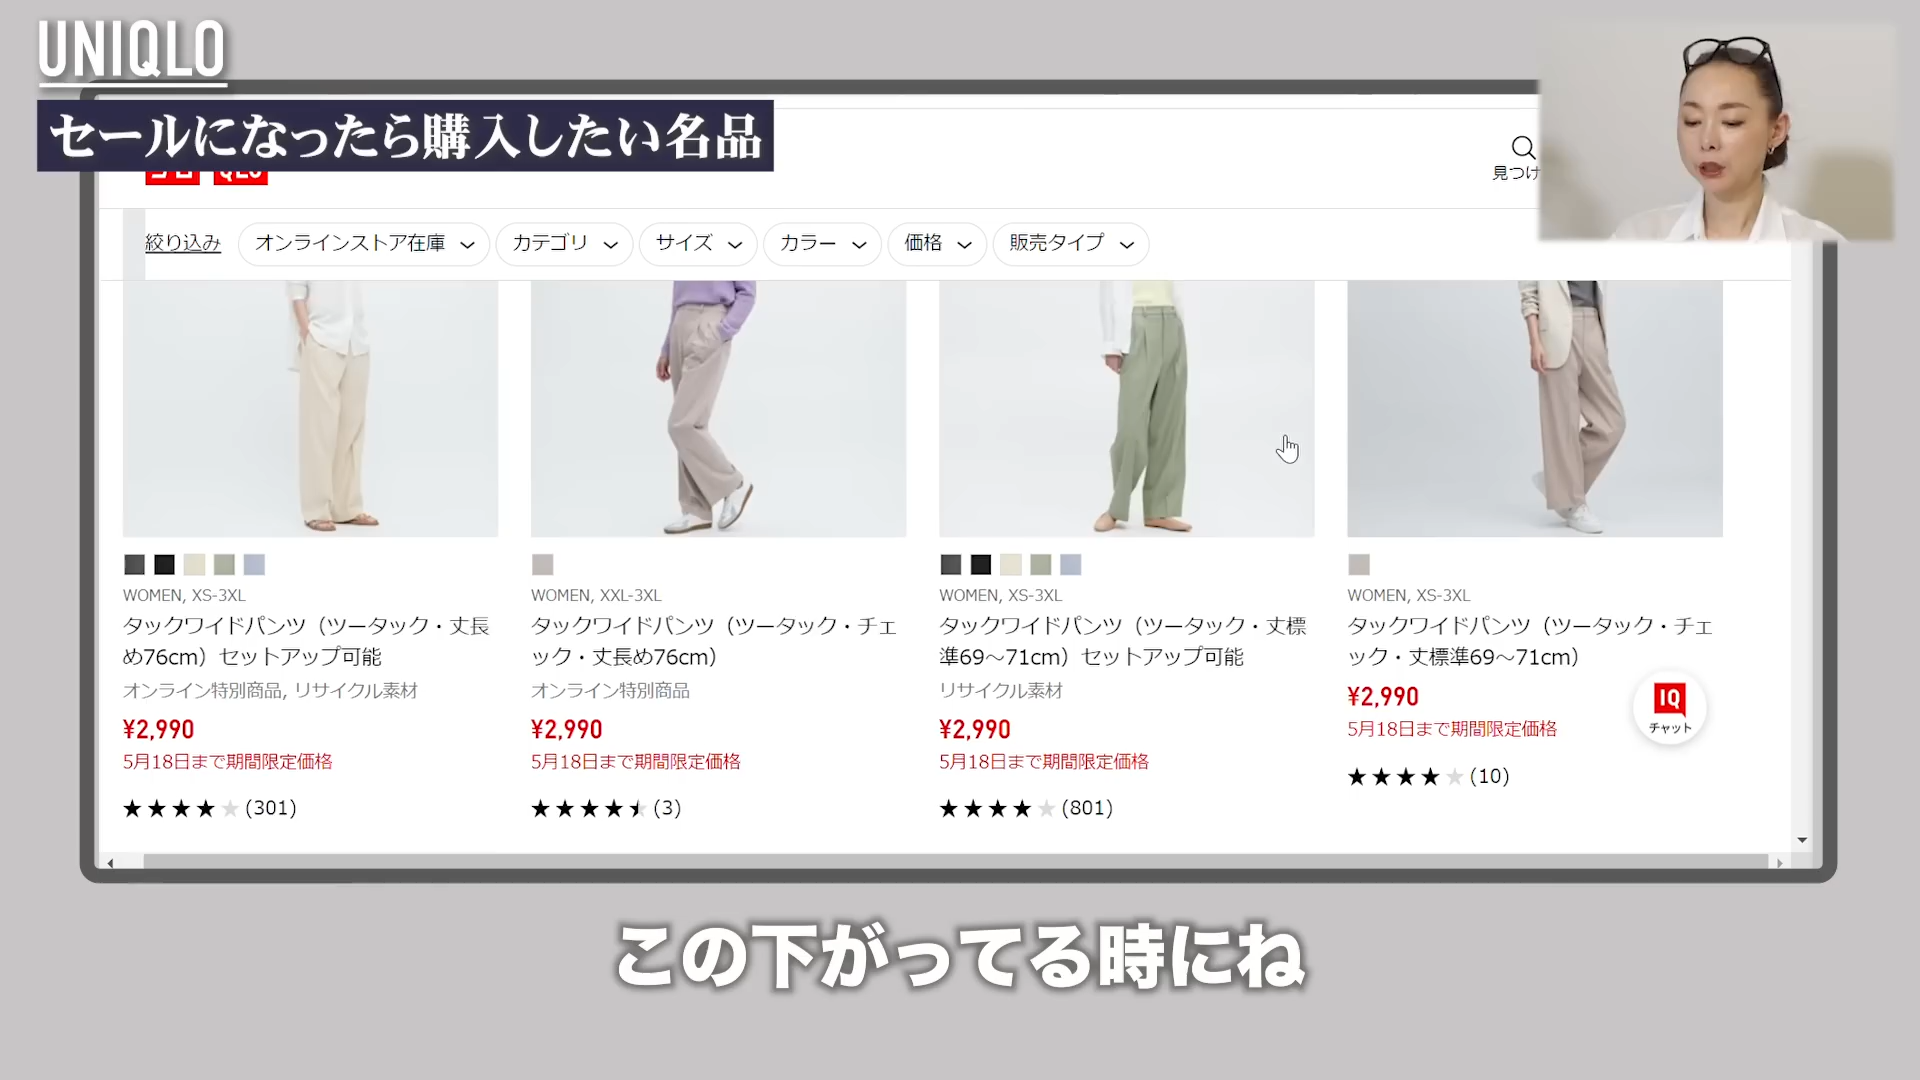 UNIQLO
セールになったら購入したい名品
見つけ
絞り込み
オンラインストア在庫
カテゴリ
サイズ
カラー
価格
販売タイプ
WOMEN, XS-3XL
タックワイドパンツ（ツータック・丈長
め76cm）セットアップ可能
オンライン特別商品, リサイクル素材
¥2,990
5月18日まで期間限定価格
(301)
WOMEN, XXL-3XL
タックワイドパンツ（ツータック・チェ
ック・丈長め76cm）
オンライン特別商品
¥2,990
5月18日まで期間限定価格
(3)
WOMEN, XS-3XL
タックワイドパンツ（ツータック・丈標
準69～71cm）セットアップ可能
リサイクル素材
¥2,990
5月18日まで期間限定価格
(801)
WOMEN, XS-3XL
タックワイドパンツ（ツータック・チェ
ック・丈標準69～71cm）
¥2,990
5月18日まで期間限定価格
(10)
IQ
チャット
この下がってる時にね